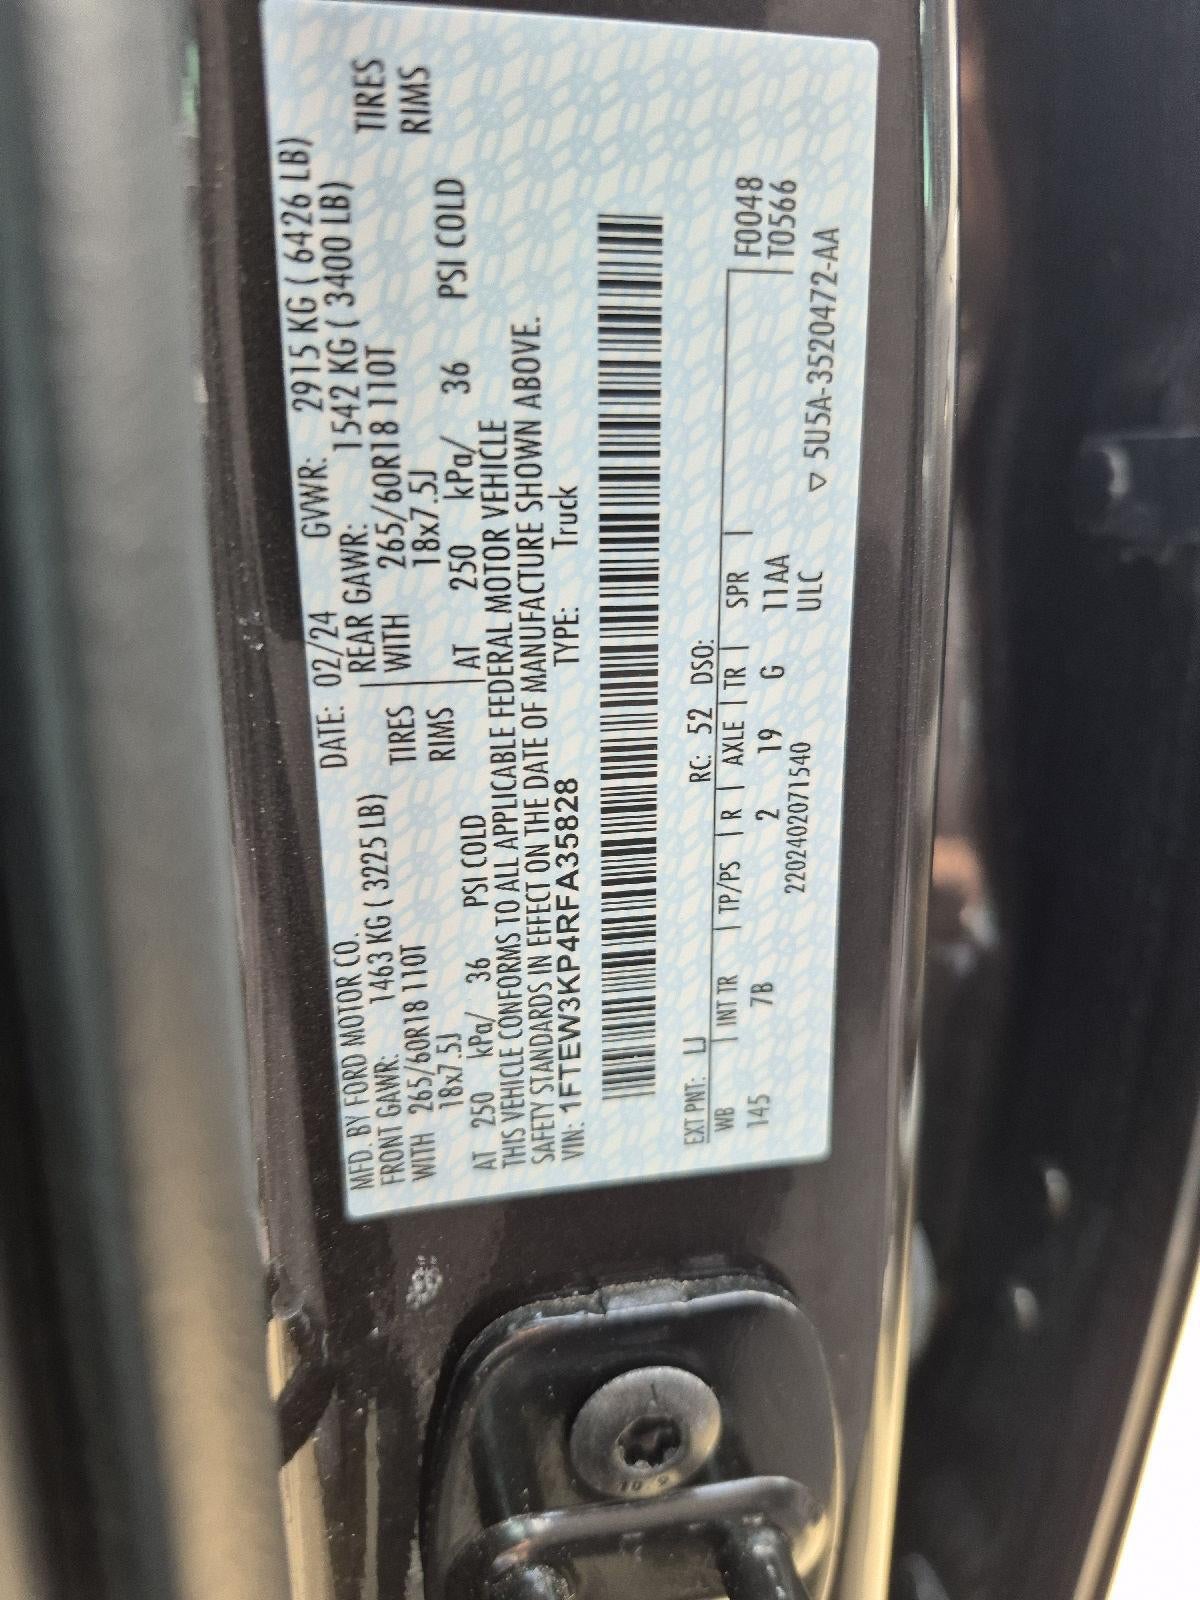 MFD. BY FORD MOTOR CO.
DATE: 02/24 GVWR: 2915 KG ( 6426 LB)
FRONT GAWR: 1463 KG ( 3225 LB) REAR GAWR: 1542 KG ( 3400 LB)
WITH 265/60R18 110T TIRES WITH 265/60R18 110T TIRES
18x7.5J RIMS 18x7.5J RIMS
AT 250 kPa/ 36 PSI COLD AT 250 kPa/ 36 PSI COLD
THIS VEHICLE CONFORMS TO ALL APPLICABLE FEDERAL MOTOR VEHICLE
SAFETY STANDARDS IN EFFECT ON THE DATE OF MANUFACTURE SHOWN ABOVE.
VIN: 1FTEW3KP4RFA35828 TYPE: Truck
EXT PNT: LJ RC: 52 DSO: F0048
WB INT TR TP/PS R AXLE TR SPR T0566
145 7B 2 19 G 11AA
2202402071540 ULC ▽ 5U5A-3520472-AA